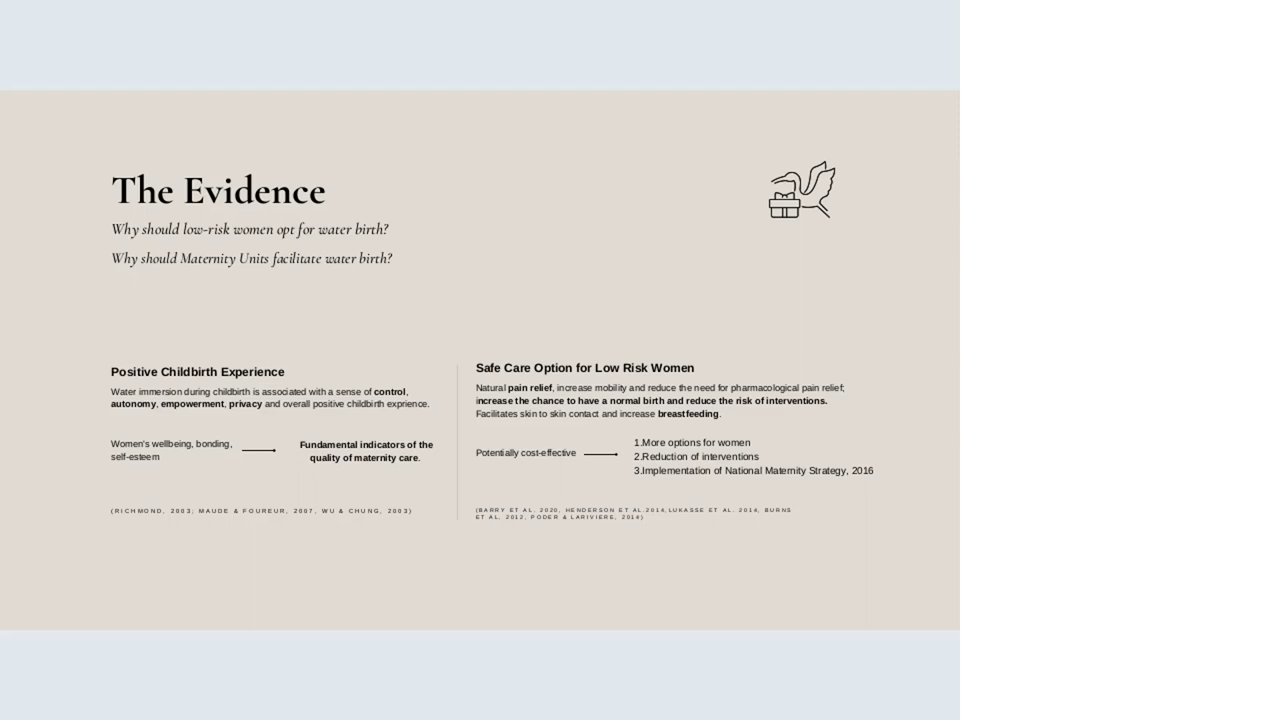 The Evidence
Why should low-risk women opt for water birth?
Why should Maternity Units facilitate water birth?
Positive Childbirth Experience
Water immersion during childbirth is associated with a sense of control,
autonomy, empowerment, privacy and overall positive childbirth exprience.
Women's wellbeing, bonding,
self-esteem
Fundamental indicators of the
quality of maternity care.
(RICHMOND, 2003; MAUDE & FOUREUR, 2007, WU & CHUNG, 2003)
Safe Care Option for Low Risk Women
Natural pain relief, increase mobility and reduce the need for pharmacological pain relief;
increase the chance to have a normal birth and reduce the risk of interventions.
Facilitates skin to skin contact and increase breastfeeding.
Potentially cost-effective
1.More options for women
2.Reduction of interventions
3.Implementation of National Maternity Strategy, 2016
(BARRY ET AL. 2020, HENDERSON ET AL.2014,LUKASSE ET AL. 2014, BURNS
ET AL, 2012, PODER & LARIVIERE, 2014)